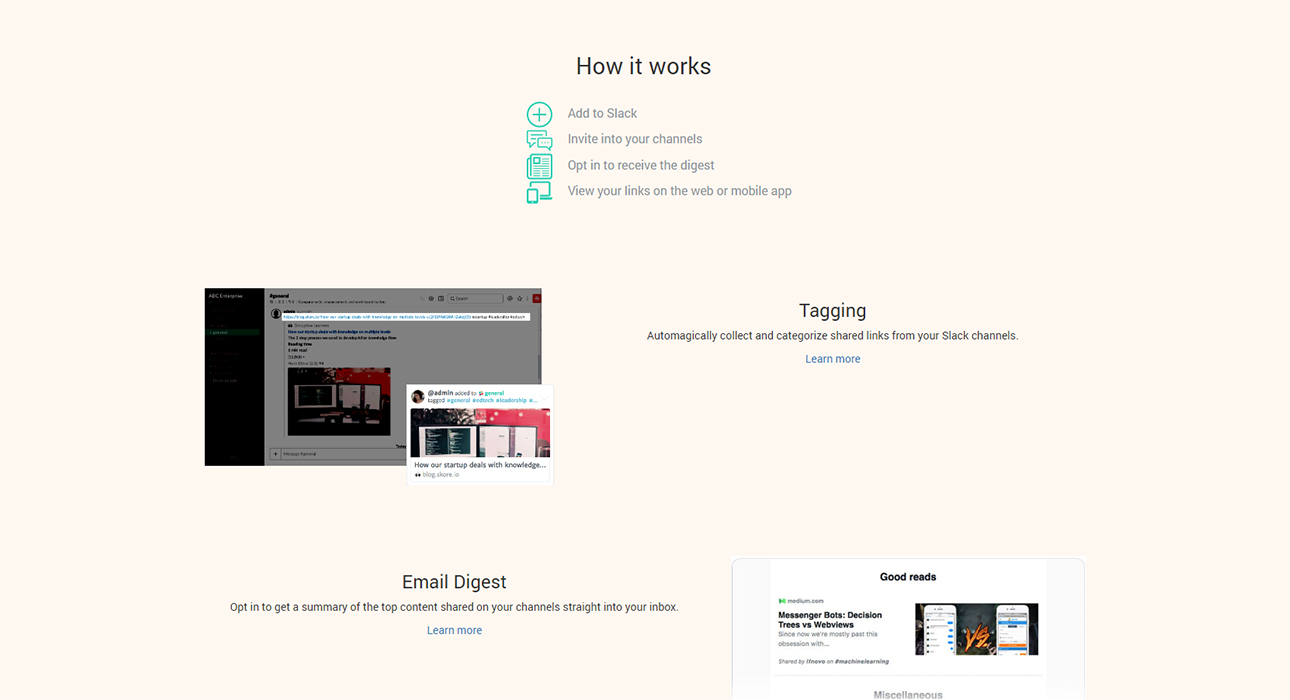 How it works
Add to Slack
Invite into your channels
Opt in to receive the digest
View your links on the web or mobile app
ABC Enterprise
#general
Search
general
How our startup deals with knowledge on multiple levels
Reading time
Message #general
@admin added to general
tagged #general #edtech #leadership #...
How our startup deals with knowledge...
blog.skore.io
Tagging
Automagically collect and categorize shared links from your Slack channels.
Learn more
Email Digest
Opt in to get a summary of the top content shared on your channels straight into your inbox.
Learn more
Good reads
medium.com
Messenger Bots: Decision
Trees vs Webviews
Since now we're mostly past this
obsession with...
VS
Shared by lfnovo on #machinelearning
Miscellaneous